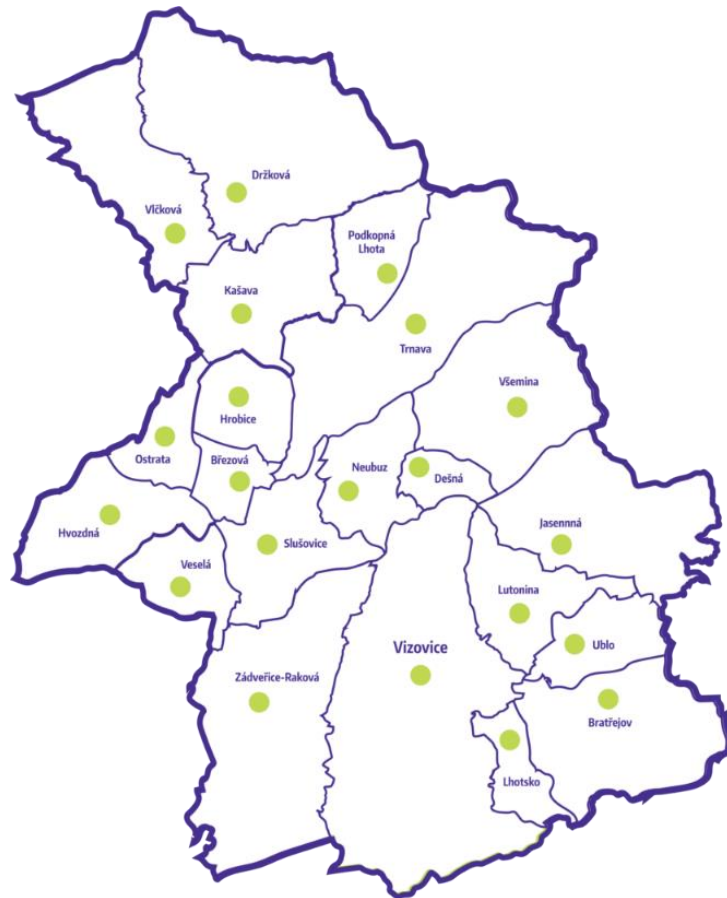 Držková
Vlčková
Podkopná
Lhota
Kašava
Trnava
Všemina
Hrobice
Ostrata
Březová
Neubuz
Dešná
Hvozdná
Slušovice
Jasennná
Veselá
Lutonina
Vizovice
Ublo
Zádveřice-Raková
Bratřejov
Lhotsko